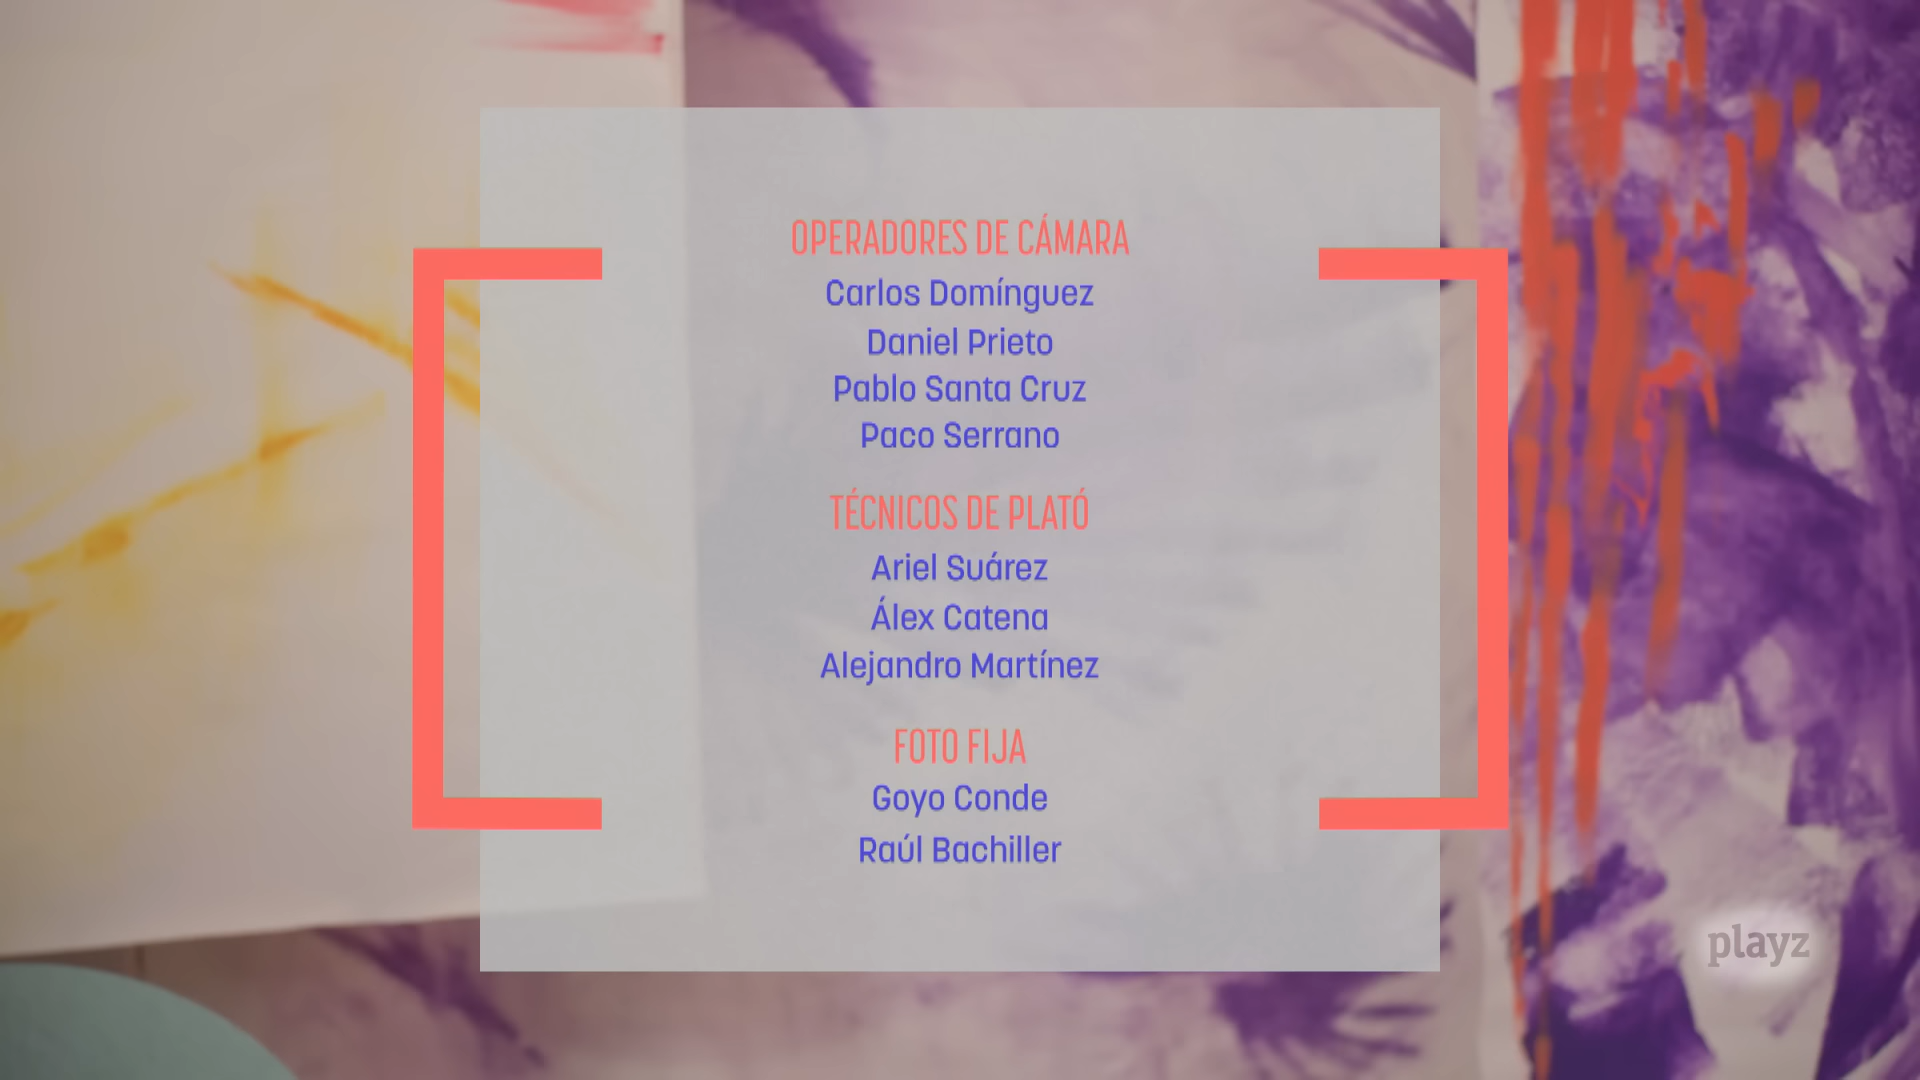 OPERADORES DE CÁMARA
Carlos Domínguez
Daniel Prieto
Pablo Santa Cruz
Paco Serrano
TÉCNICOS DE PLATÓ
Ariel Suárez
Álex Catena
Alejandro Martínez
FOTO FIJA
Goyo Conde
Raúl Bachiller
playz